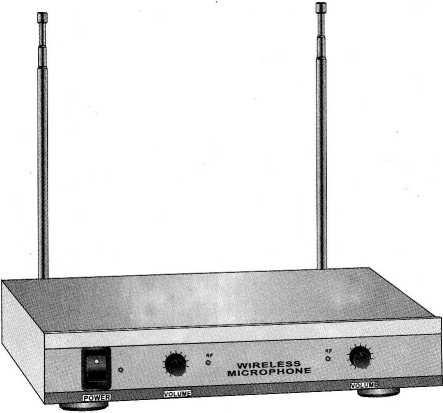 RF
RF
WIRELESS
MICROPHONE
POWER
VOLUME
VOLUME